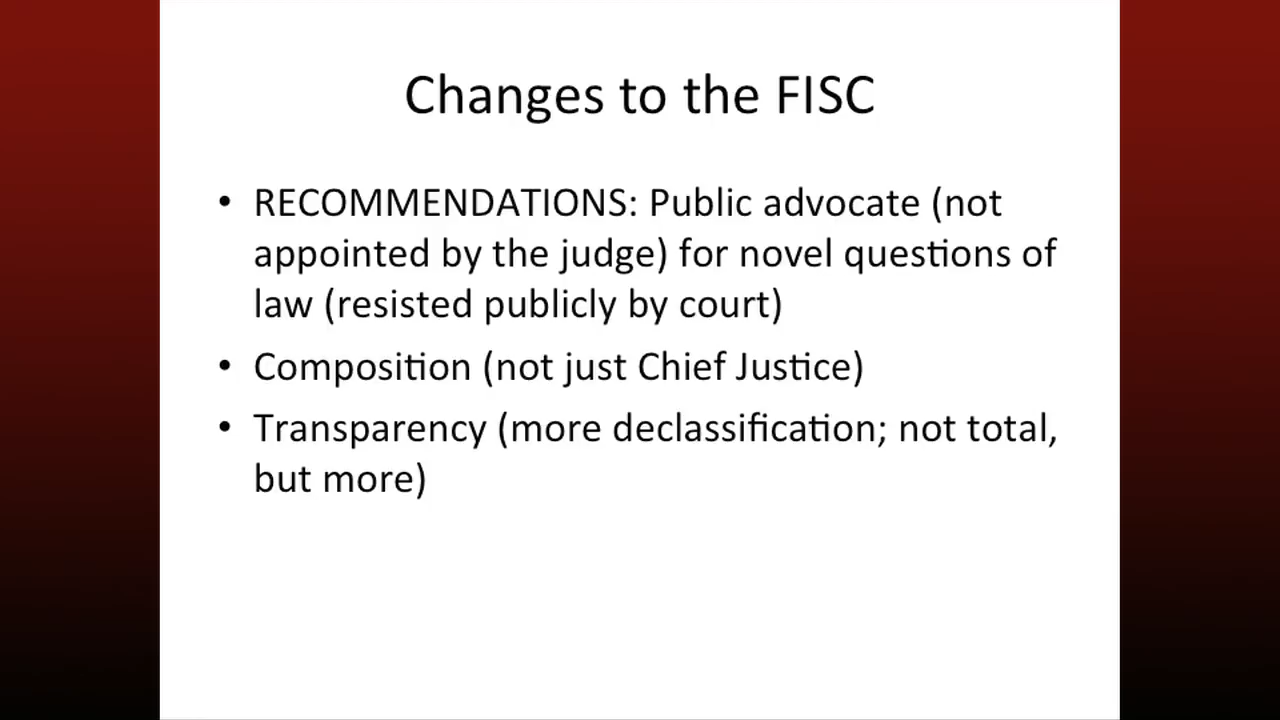 Changes to the FISC
• RECOMMENDATIONS: Public advocate (not
appointed by the judge) for novel questions of
law (resisted publicly by court)
• Composition (not just Chief Justice)
• Transparency (more declassification; not total,
but more)